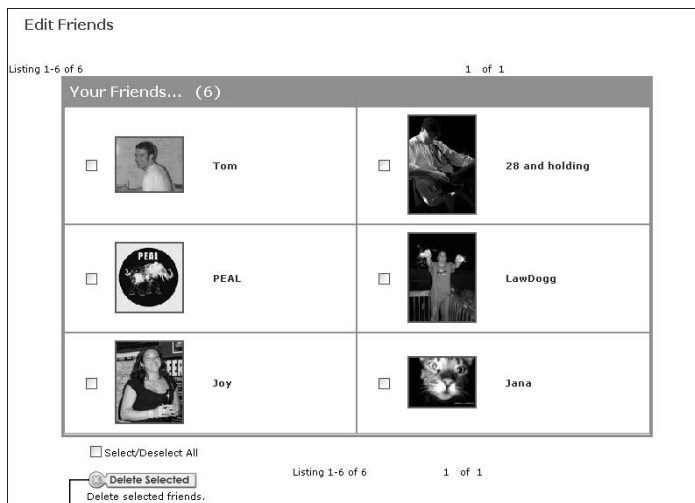 Edit Friends
Listing 1-6 of 6 1 of 1
Your Friends... (6)
Tom 28 and holding
PEAL
PEAL LawDogg
Joy Jana
Select/Deselect All
Delete Selected
Listing 1-6 of 6 1 of 1
Delete selected friends.